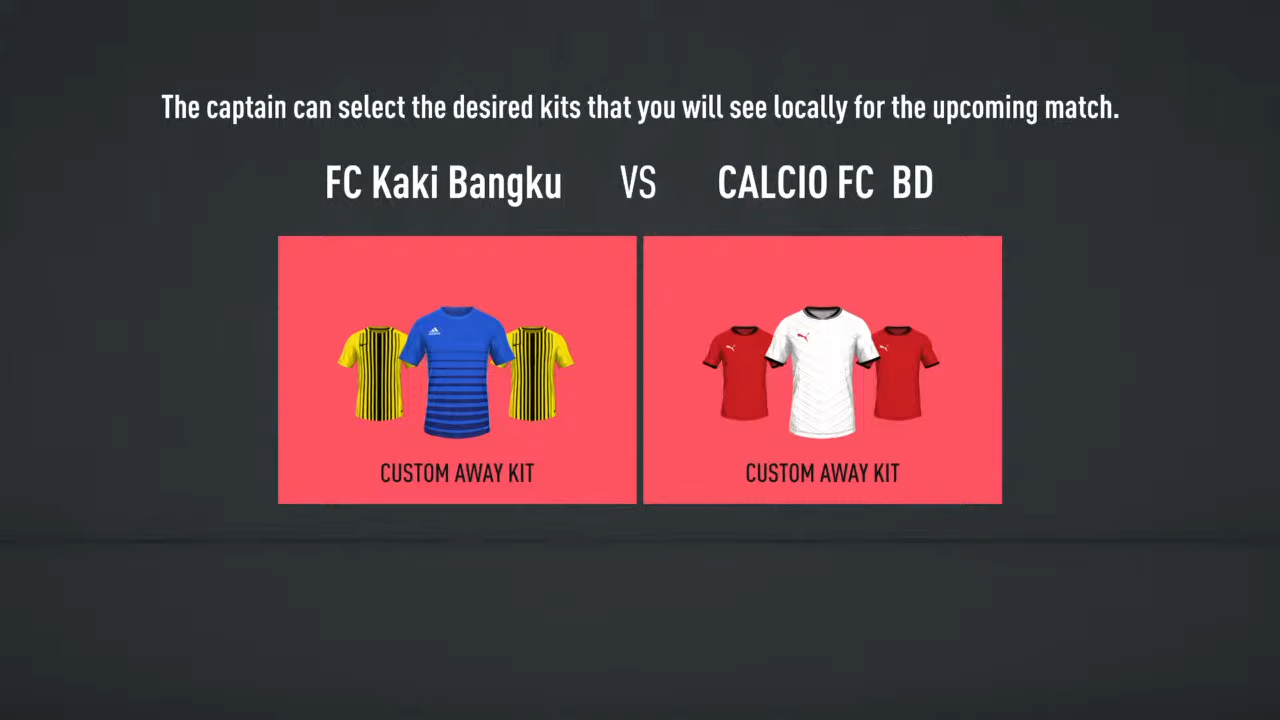 The captain can select the desired kits that you will see locally for the upcoming match.
FC Kaki Bangku VS CALCIO FC BD
CUSTOM AWAY KIT CUSTOM AWAY KIT